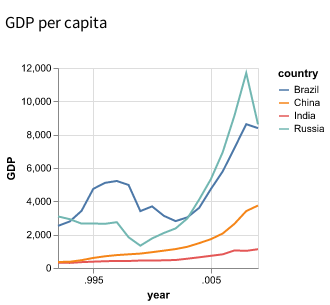 GDP per capita
country
Brazil
China
India
Russia
GDP
12,000
10,000
8,000
6,000
4,000
2,000
0
.995
.005
year